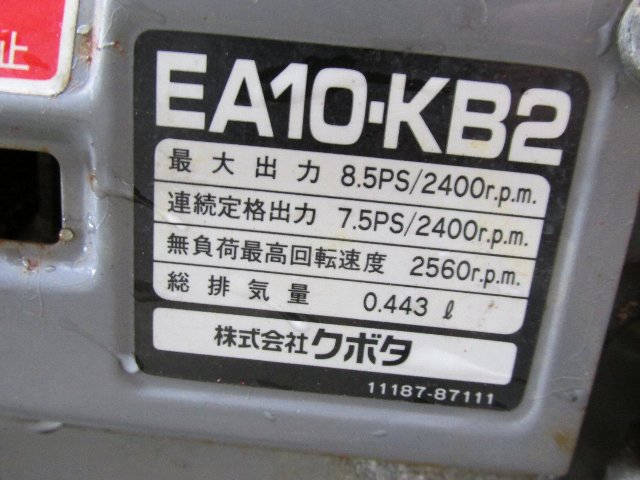 止
EA10·KB2
最大出力 8.5PS/2400r.p.m.
連続定格出力 7.5PS/2400r.p.m.
無負荷最高回転速度 2560r.p.m.
総排気量 0.443 ℓ
株式会社クボタ
11187-87111